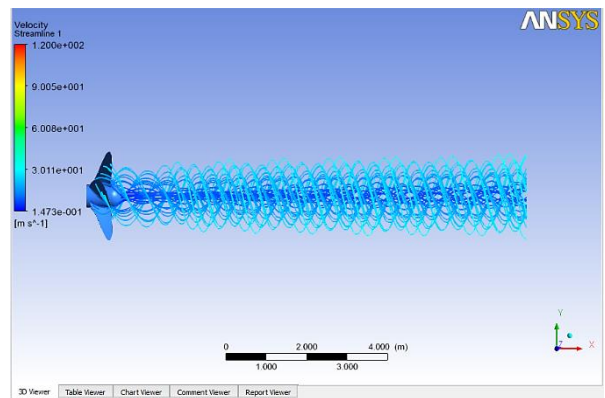 ANSYS
Velocity
Streamline 1
1.200e+002
9.005e+001
6.008e+001
3.011e+001
1.473e-001
[m s^-1]
0 2.000 4.000 (m)
1.000 3.000
Y
Z X
3D Viewer Table Viewer Chart Viewer Comment Viewer Report Viewer